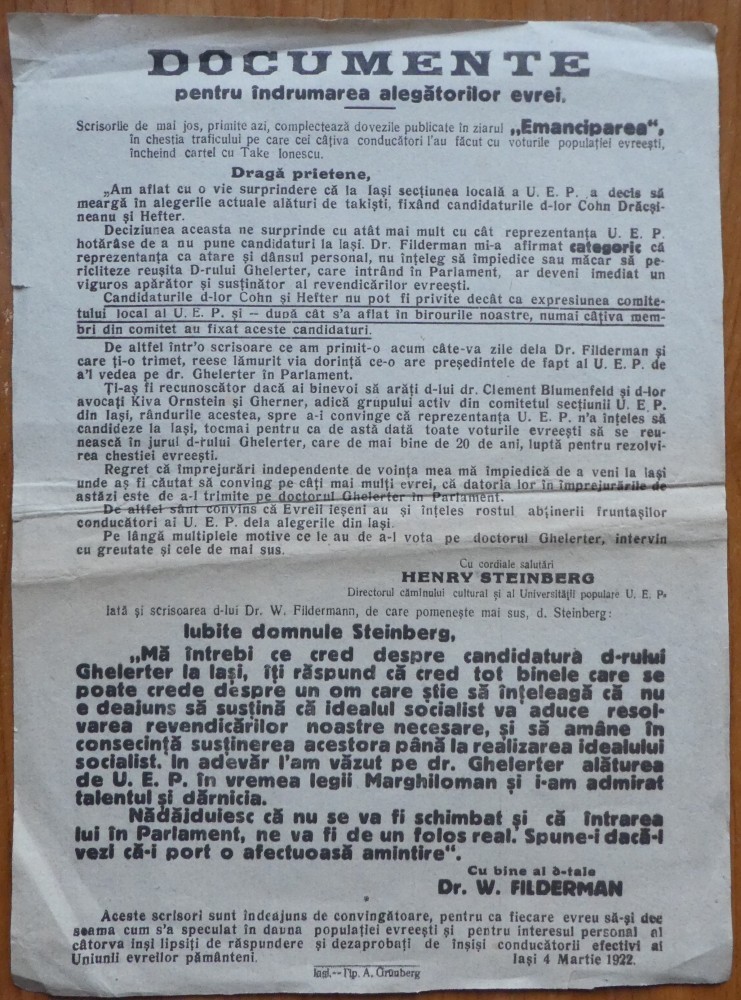 DOCUMENTE
pentru îndrumarea alegătorilor evrei.
Scrisorile de mai jos, primite azi, complectează dovezile publicate în ziarul „Emanciparea“,
în chestia traficului pe care cei câțiva conducători l'au făcut cu voturile populației evreești,
încheind cartel cu Take Ionescu.
Dragă prietene,
„Am aflat cu o vie surprindere că la Iași secțiunea locală a U. E. P. a decis să
meargă în alegerile actuale alături de takiști, fixând candidaturile d-lor Cohn Drăcși-
neanu și Hefter.
Deciziunea aceasta ne surprinde cu atât mai mult cu cât reprezentanța U. E. P.
hotărâse de a nu pune candidaturi la Iași. Dr. Filderman mi-a afirmat categoric că
reprezentanța ca atare și dânsul personal, nu înțeleg să împiedice sau măcar să pe-
ricliteze reușita D-rului Ghelerter, care intrând în Parlament, ar deveni imediat un
viguros apărător și susținător al revendicărilor evreești.
Candidaturile d-lor Cohn și Hefter nu pot fi privite decât ca expresiunea comite-
tului local al U. E. P. și — după cât s'a aflat în birourile noastre, numai câțiva mem-
bri din comitet au fixat aceste candidaturi.
De altfel într'o scrisoare ce am primit-o acum câte-va zile dela Dr. Filderman și
care ți-o trimet, reese lămurit via dorință ce-o are președintele de fapt al U. E. P. de
a'l vedea pe dr. Ghelerter în Parlament.
Ți-aș fi recunoscător dacă ai binevoi să arăți d-lui dr. Clement Blumenfeld și d-lor
avocați Kiva Ornstein și Gherner, adică grupului activ din comitetul secțiunii U. E. P.
din Iași, rândurile acestea, spre a-i convinge că reprezentanța U. E. P. n'a înțeles să
candideze la Iași, tocmai pentru ca de astă dată toate voturile evreești să se reu-
nească în jurul d-rului Ghelerter, care de mai bine de 20 de ani, luptă pentru rezolvi-
rea chestiei evreești.
Regret că împrejurări independente de voința mea mă împiedică de a veni la Iași
unde aș fi căutat să conving pe câți mai mulți evrei, că datoria lor în împrejurările de
astăzi este de a-l trimite pe doctorul Ghelerter în Parlament.
De altfel sânt convins că Evreii ieșeni au și înțeles rostul abținerii fruntașilor
conducători ai U. E. P. dela alegerile din Iași.
Pe lângă multiplele motive ce le au de a-l vota pe doctorul Ghelerter, intervin
cu greutate și cele de mai sus.
Cu cordiale salutări
HENRY STEINBERG
Directorul căminului cultural și al Universității populare U. E. P.
Iată și scrisoarea d-lui Dr. W. Fildermann, de care pomenește mai sus, d. Steinberg:
Iubite domnule Steinberg,
„Mă întrebi ce cred despre candidatura d-rului
Ghelerter la Iași, îți răspund că cred tot binele care se
poate crede despre un om care știe să înțeleagă că nu
e deajuns să susțină că idealul socialist va aduce resol-
varea revendicărilor noastre necesare, și să amâne în
consecință susținerea acestora până la realizarea idealului
socialist. In adevăr l'am văzut pe dr. Ghelerter alăturea
de U. E. P. în vremea legii Marghiloman și i-am admirat
talentul și dărnicia.
Nădăjduiesc că nu se va fi schimbat și că intrarea
lui în Parlament, ne va fi de un folos real. Spune-i dacă-l
vezi că-i port o afectuoasă amintire“.
Cu bine al d-tale
Dr. W. FILDERMAN
Aceste scrisori sunt îndeajuns de convingătoare, pentru ca fiecare evreu să-și dee
seama cum s'a speculat în dauna populației evreești și pentru interesul personal al
câtorva inși lipsiți de răspundere și dezaprobați de înșiși conducătorii efectivi ai
Uniunii evreilor pământeni. Iași 4 Martie 1922.
Iași.—Tip. A. Grünberg